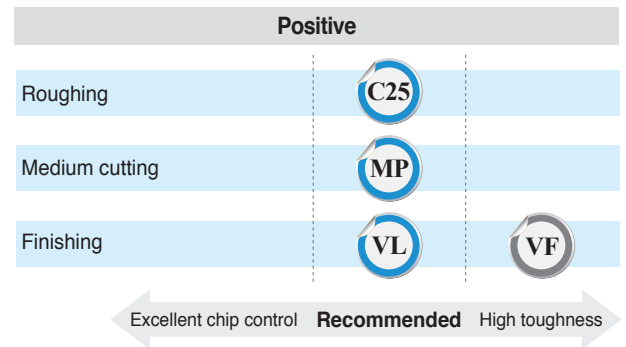 Positive
Roughing
C25
Medium cutting
MP
Finishing
VL
VF
Excellent chip control Recommended High toughness